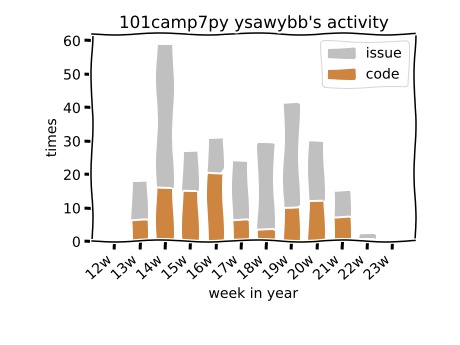 101camp7py ysawybb's activity
issue
code
60
50
40
30
20
10
0
times
12w 13w 14w 15w 16w 17w 18w 19w 20w 21w 22w 23w
week in year